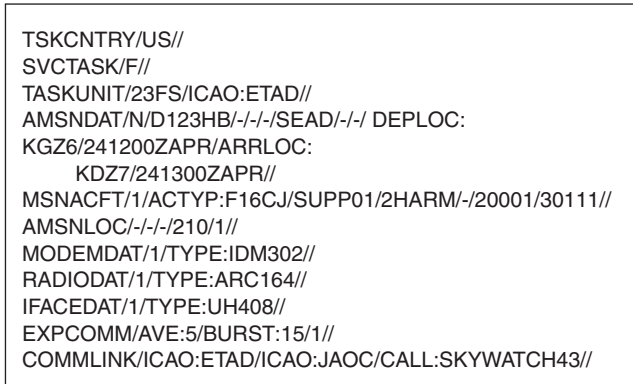 TSKCNTRY/US//
SVCTASK/F//
TASKUNIT/23FS/ICAO:ETAD//
AMSNDAT/N/D123HB/-/-/-/SEAD/-/-/ DEPLOC:
KGZ6/241200ZAPR/ARRLOC:
KDZ7/241300ZAPR//
MSNACFT/1/ACTYP:F16CJ/SUPP01/2HARM/-/20001/30111//
AMSNLOC/-/-/-/210/1//
MODEMDAT/1/TYPE:IDM302//
RADIODAT/1/TYPE:ARC164//
IFACEDAT/1/TYPE:UH408//
EXPCOMM/AVE:5/BURST:15/1//
COMMLINK/ICAO:ETAD/ICAO:JAOC/CALL:SKYWATCH43//